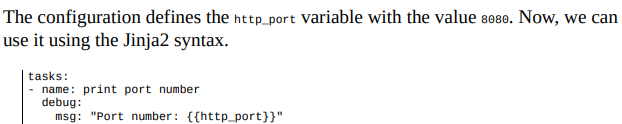 The configuration defines the http_port variable with the value 8080. Now, we can
use it using the Jinja2 syntax.
tasks:
- name: print port number
  debug:
    msg: "Port number: {{http_port}}"